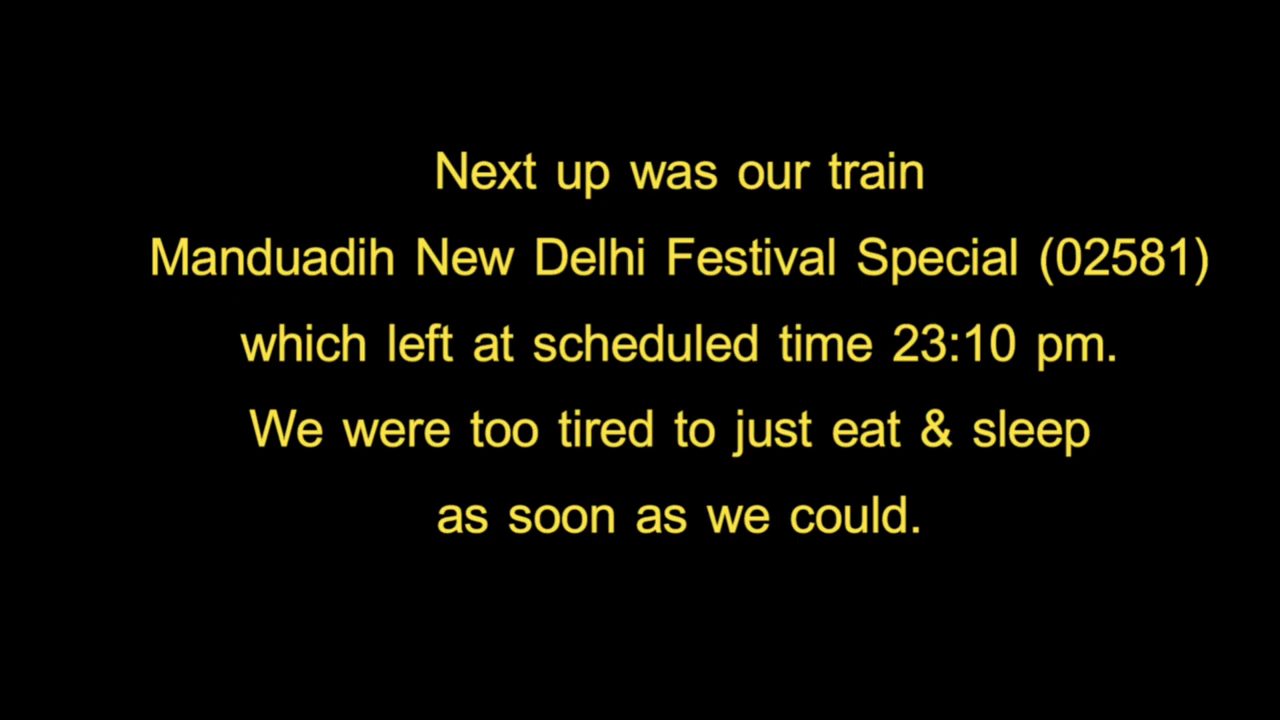 Next up was our train
Manduadih New Delhi Festival Special (02581)
which left at scheduled time 23:10 pm.
We were too tired to just eat & sleep
as soon as we could.